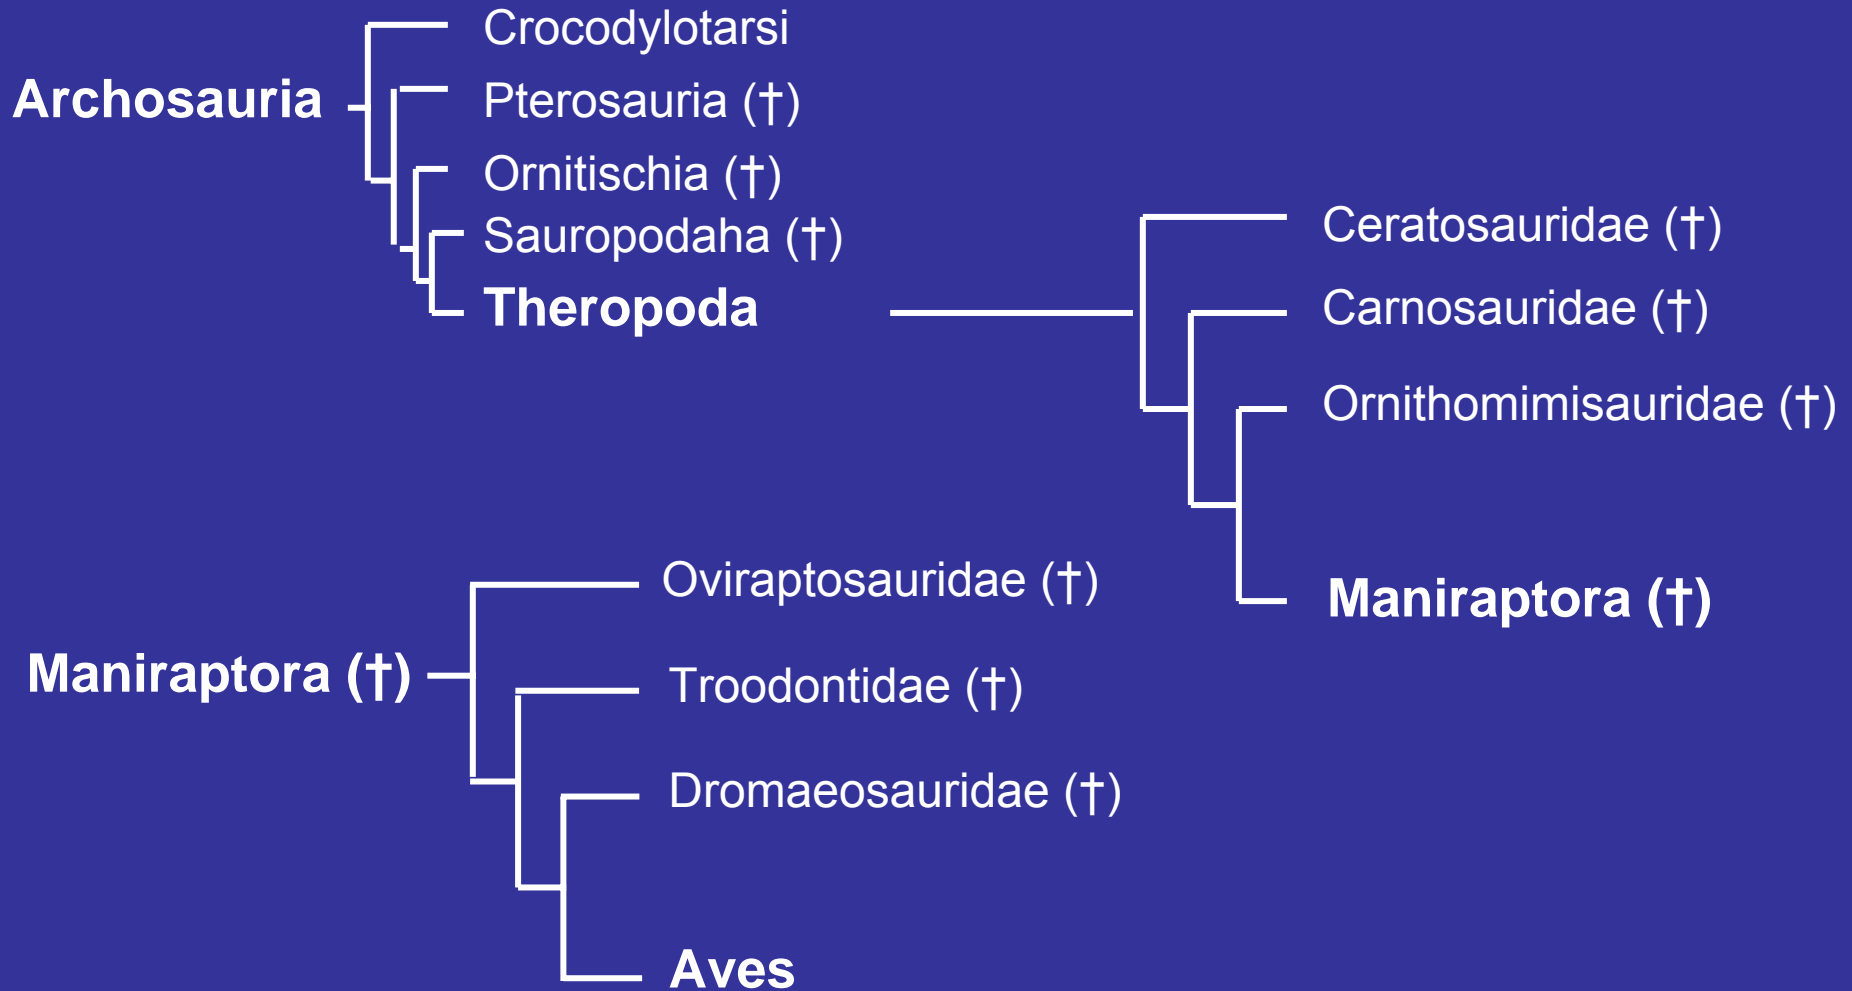 Crocodylotarsi
Archosauria
Pterosauria (†)
Ornitischia (†)
Sauropodaha (†)
Theropoda
Ceratosauridae (†)
Carnosauridae (†)
Ornithomimisauridae (†)
Maniraptora (†)
Maniraptora (†)
Oviraptosauridae (†)
Troodontidae (†)
Dromaeosauridae (†)
Aves